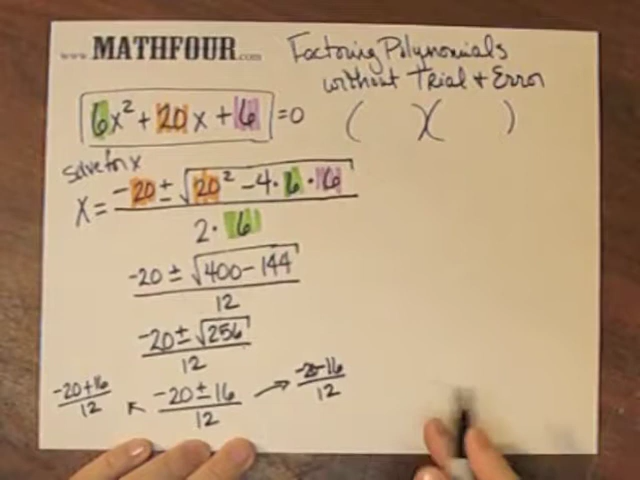 www.MATHFOUR.com
Factoring Polynomials
without Trial + Error
6x² + 20x + 6 = 0 ( )( )
solve for x
x = (-20 ± √(20² - 4·6·6)) / (2·6)
(-20 ± √(400 - 144)) / 12
(-20 ± √256) / 12
(-20+16)/12 ← (-20 ± 16)/12 → (-20-16)/12